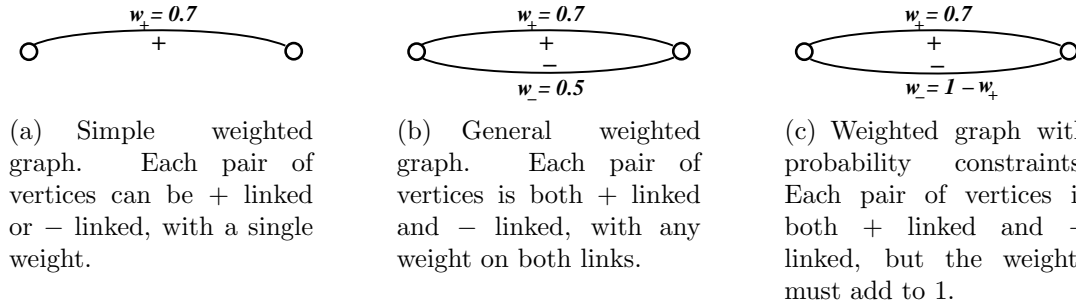 w₊ = 0.7
+
(a) Simple weighted
graph. Each pair of
vertices can be + linked
or − linked, with a single
weight.
w₊ = 0.7
+
−
w₋ = 0.5
(b) General weighted
graph. Each pair of
vertices is both + linked
and − linked, with any
weight on both links.
w₊ = 0.7
+
−
w₋ = 1 − w₊
(c) Weighted graph with
probability constraints
Each pair of vertices i
both + linked and −
linked, but the weight
must add to 1.